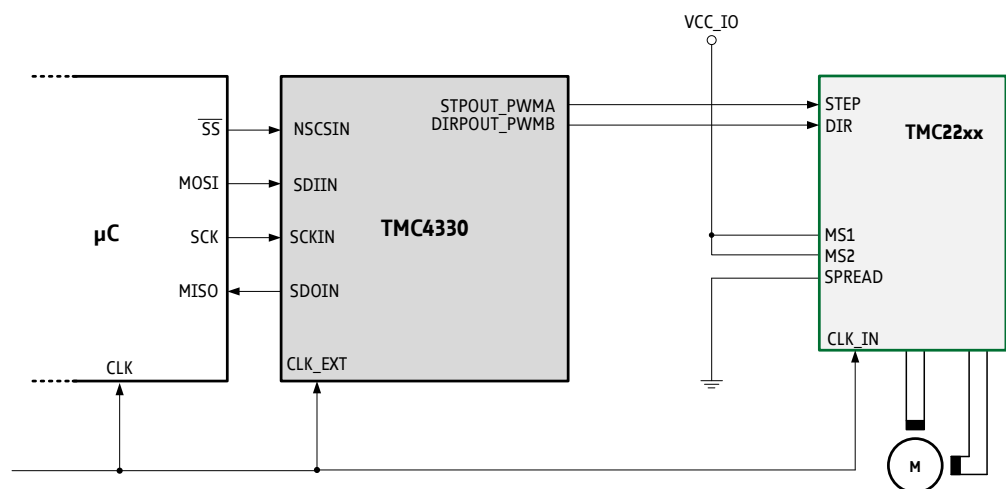 VCC_IO
STPOUT_PWMA
DIRPOUT_PWMB
STEP
DIR
TMC22xx
SS
NSCSIN
MOSI
SDIIN
µC
SCK
SCKIN
TMC4330
MS1
MS2
SPREAD
MISO
SDOIN
CLK
CLK_EXT
CLK_IN
M